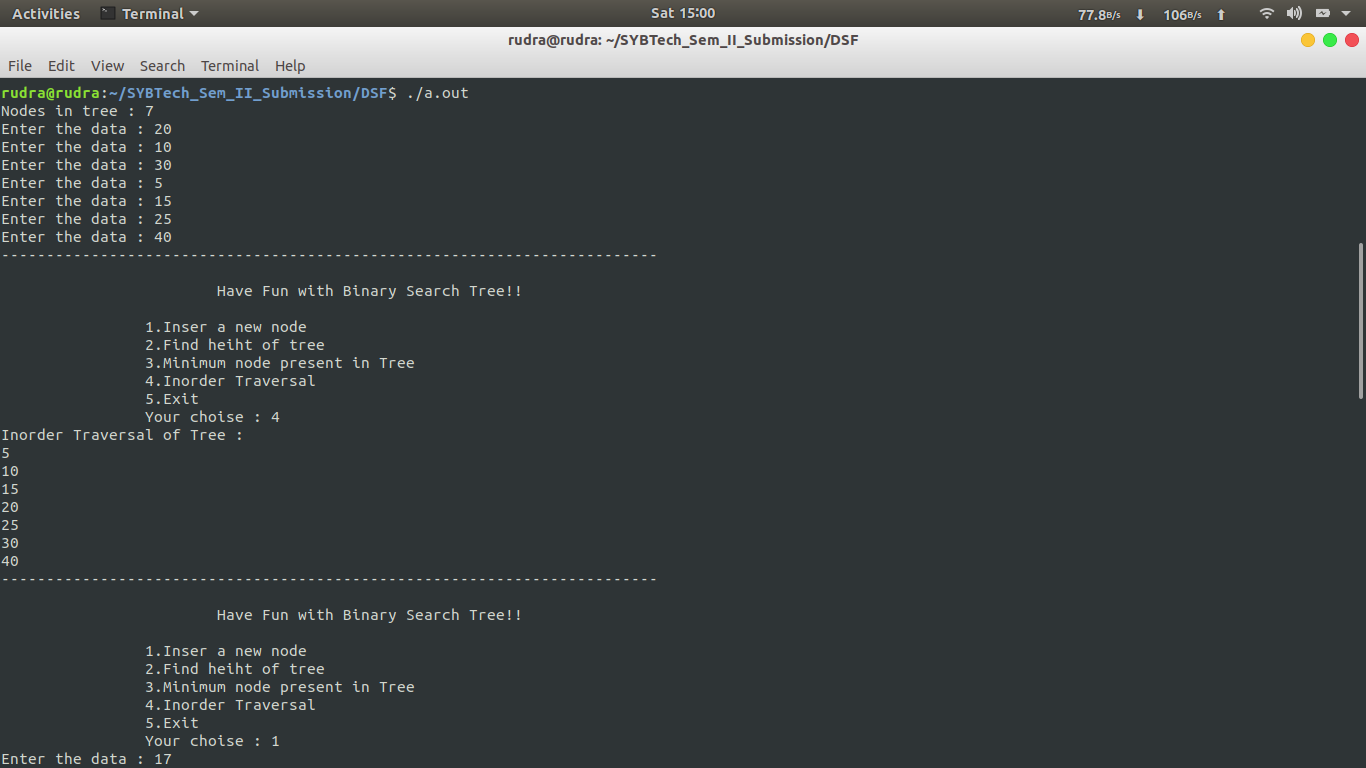 Activities Terminal Sat 15:00 77.8B/s ⬇ 106B/s ⬆
rudra@rudra: ~/SYBTech_Sem_II_Submission/DSF
File Edit View Search Terminal Help
rudra@rudra:~/SYBTech_Sem_II_Submission/DSF$ ./a.out
Nodes in tree : 7
Enter the data : 20
Enter the data : 10
Enter the data : 30
Enter the data : 5
Enter the data : 15
Enter the data : 25
Enter the data : 40
-------------------------------------------------------------------------
Have Fun with Binary Search Tree!!
1.Inser a new node
2.Find heiht of tree
3.Minimum node present in Tree
4.Inorder Traversal
5.Exit
Your choise : 4
Inorder Traversal of Tree :
5
10
15
20
25
30
40
-------------------------------------------------------------------------
Have Fun with Binary Search Tree!!
1.Inser a new node
2.Find heiht of tree
3.Minimum node present in Tree
4.Inorder Traversal
5.Exit
Your choise : 1
Enter the data : 17